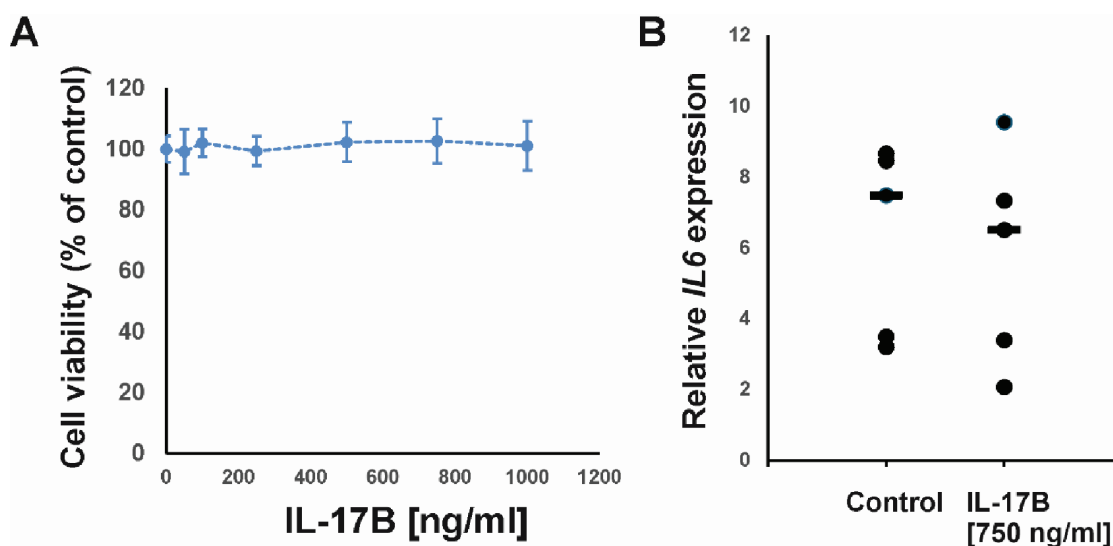 A
Cell viability (% of control)
120
100
80
60
40
20
0
0 200 400 600 800 1000 1200
IL-17B [ng/ml]
B
Relative IL6 expression
12
10
8
6
4
2
0
Control IL-17B
[750 ng/ml]